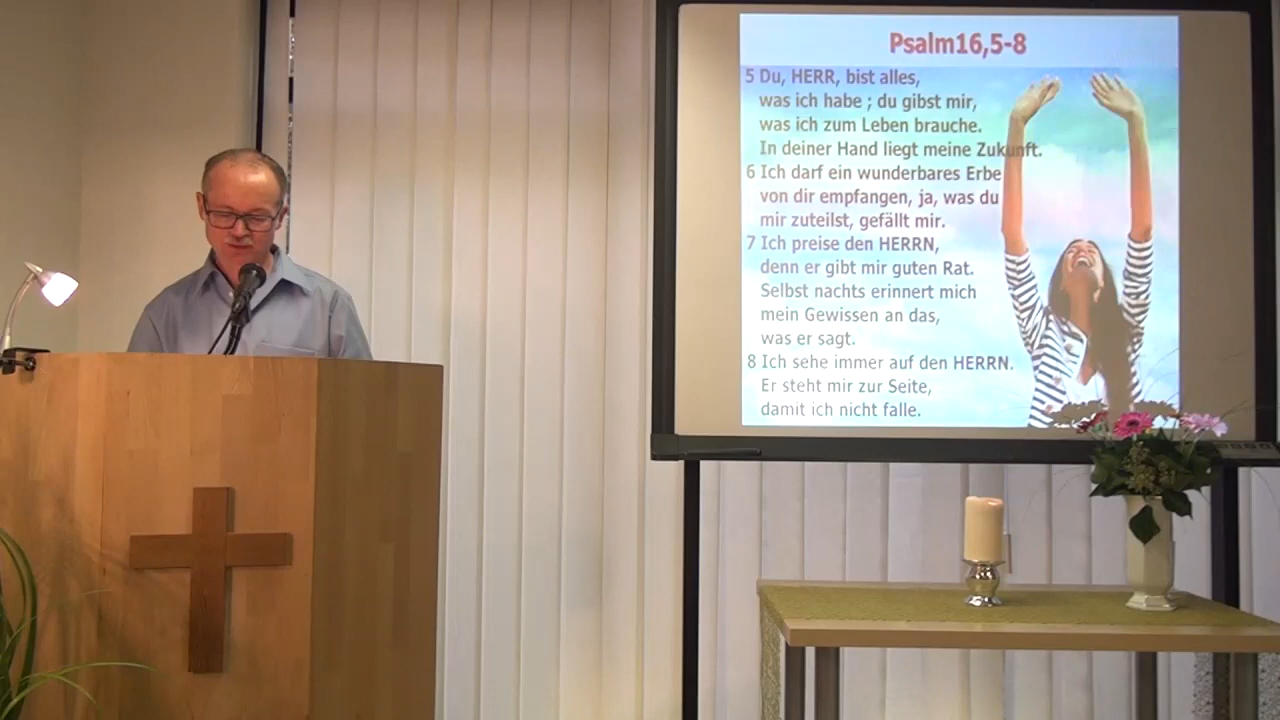 Psalm16,5-8
5 Du, HERR, bist alles,
was ich habe ; du gibst mir,
was ich zum Leben brauche.
In deiner Hand liegt meine Zukunft.
6 Ich darf ein wunderbares Erbe
von dir empfangen, ja, was du
mir zuteilst, gefällt mir.
7 Ich preise den HERRN,
denn er gibt mir guten Rat.
Selbst nachts erinnert mich
mein Gewissen an das,
was er sagt.
8 Ich sehe immer auf den HERRN.
Er steht mir zur Seite,
damit ich nicht falle.